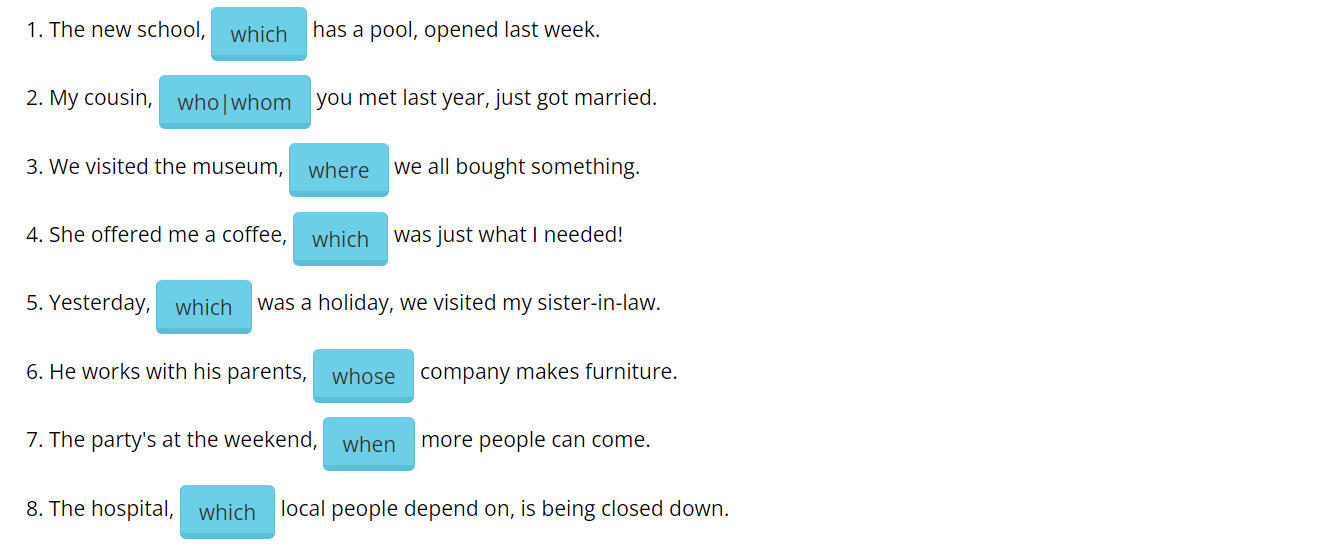 1. The new school, which has a pool, opened last week.
2. My cousin, who|whom you met last year, just got married.
3. We visited the museum, where we all bought something.
4. She offered me a coffee, which was just what I needed!
5. Yesterday, which was a holiday, we visited my sister-in-law.
6. He works with his parents, whose company makes furniture.
7. The party's at the weekend, when more people can come.
8. The hospital, which local people depend on, is being closed down.